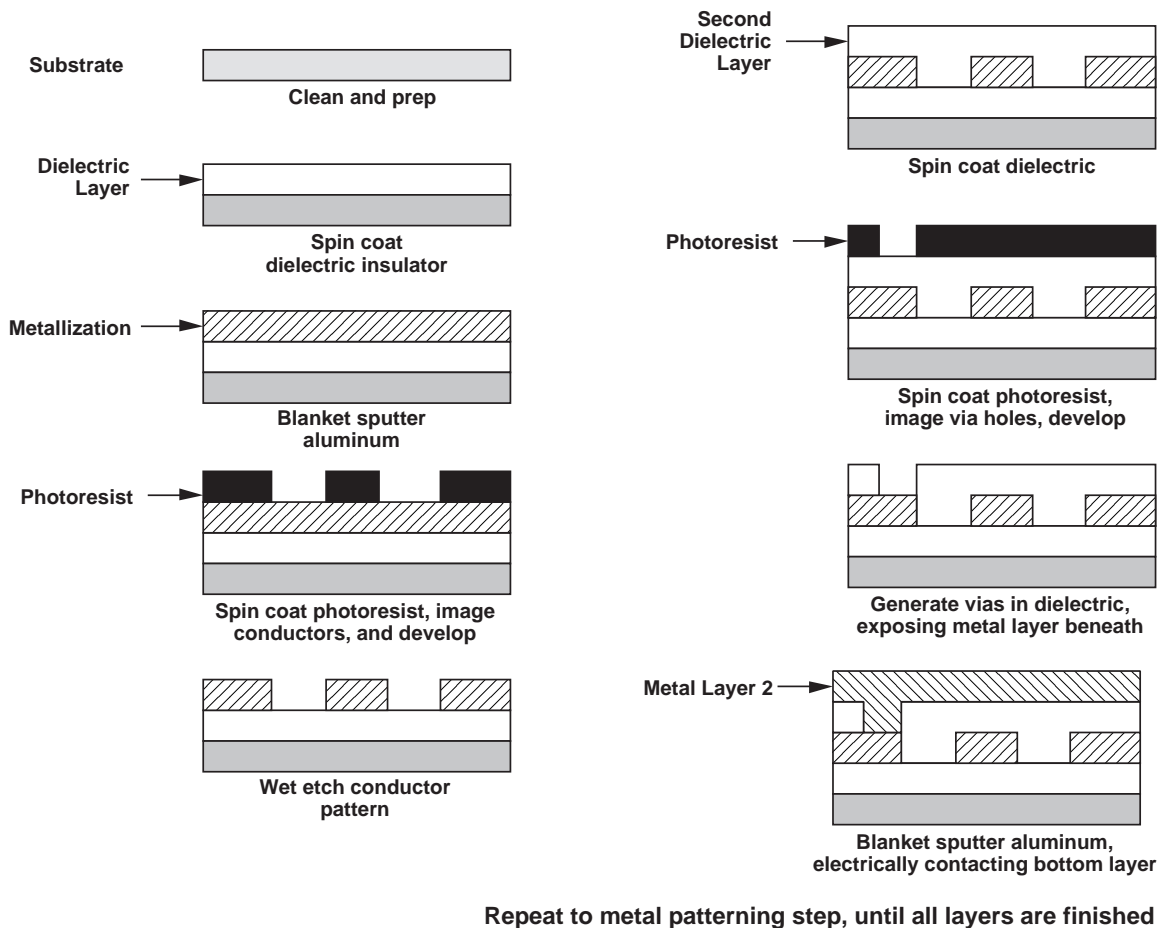 Substrate
Clean and prep
Dielectric
Layer
Spin coat
dielectric insulator
Metallization
Blanket sputter
aluminum
Photoresist
Spin coat photoresist, image
conductors, and develop
Wet etch conductor
pattern
Second
Dielectric
Layer
Spin coat dielectric
Photoresist
Spin coat photoresist,
image via holes, develop
Generate vias in dielectric,
exposing metal layer beneath
Metal Layer 2
Blanket sputter aluminum,
electrically contacting bottom layer
Repeat to metal patterning step, until all layers are finished